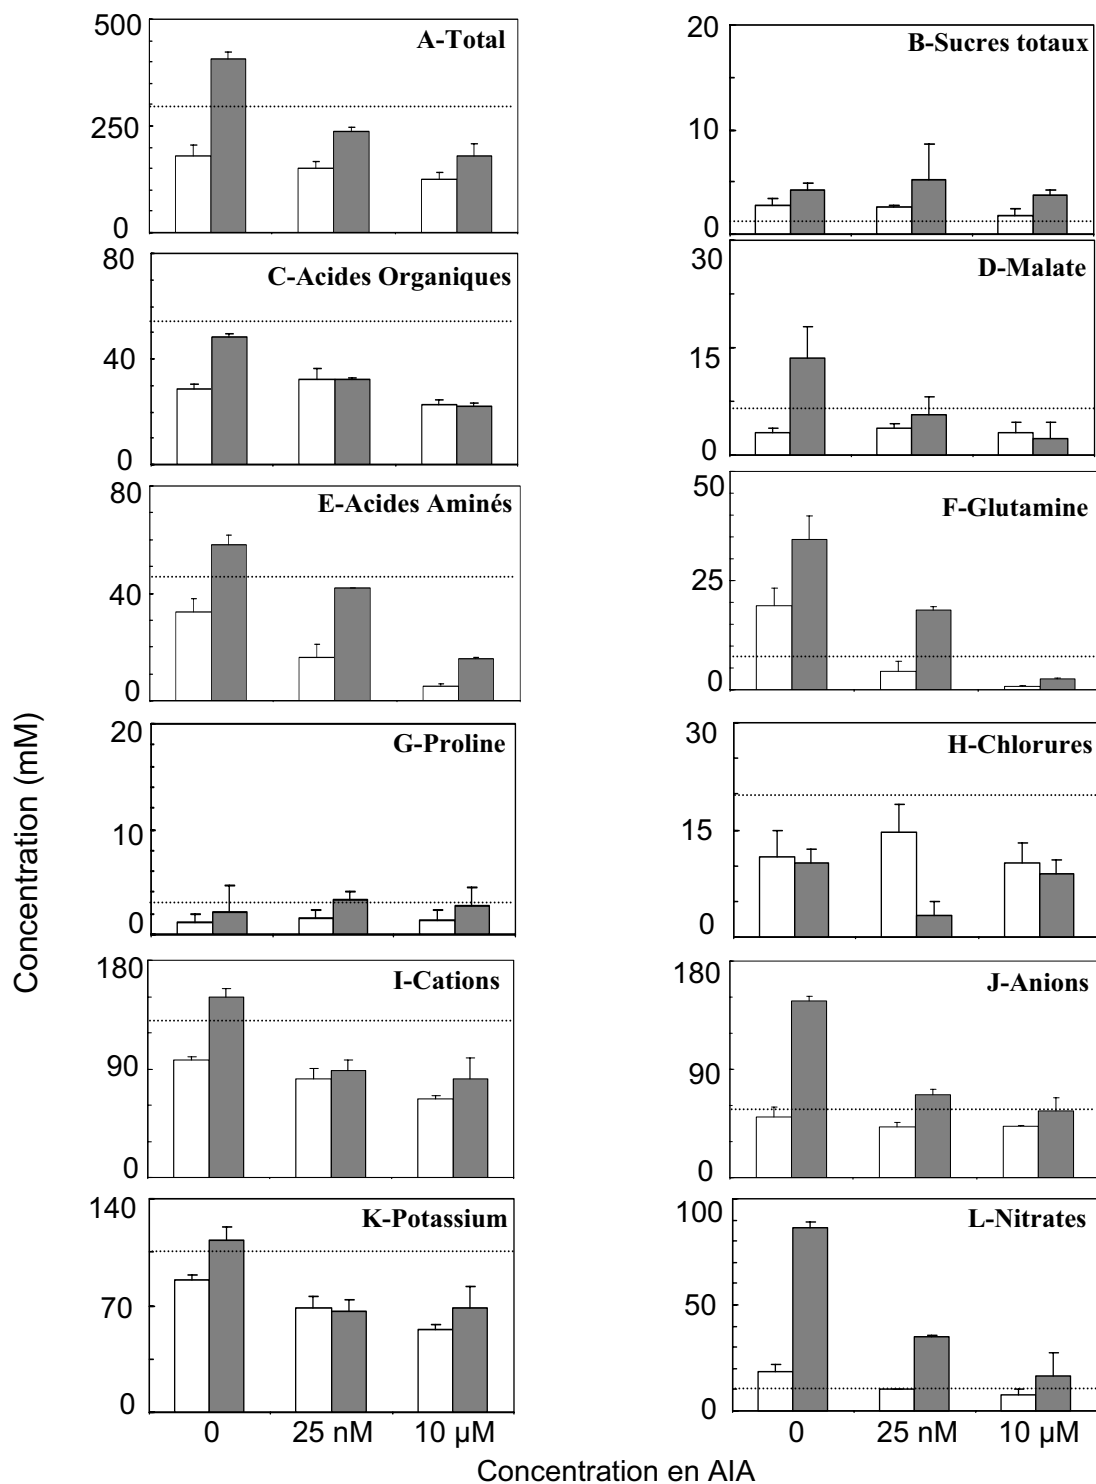 Concentration (mM)
A-Total
500
250
0
B-Sucres totaux
20
10
0
C-Acides Organiques
80
40
0
D-Malate
30
15
0
E-Acides Aminés
80
40
0
F-Glutamine
50
25
0
G-Proline
20
10
0
H-Chlorures
30
15
0
I-Cations
180
90
0
J-Anions
180
90
0
K-Potassium
140
70
0
L-Nitrates
100
50
0
0 25 nM 10 µM
0 25 nM 10 µM
Concentration en AIA